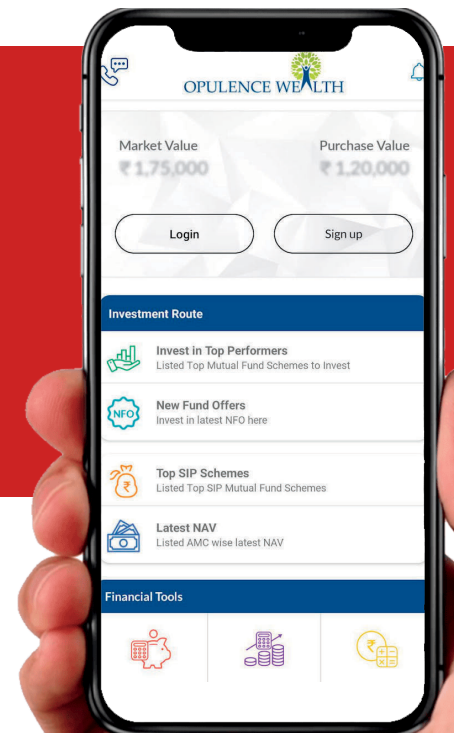 OPULENCE WEALTH
Market Value
Purchase Value
₹ 1,75,000
₹ 1,20,000
Login
Sign up
Investment Route
Invest in Top Performers
Listed Top Mutual Fund Schemes to Invest
NFO
New Fund Offers
Invest in latest NFO here
₹
Top SIP Schemes
Listed Top SIP Mutual Fund Schemes
Latest NAV
Listed AMC wise latest NAV
Financial Tools
₹